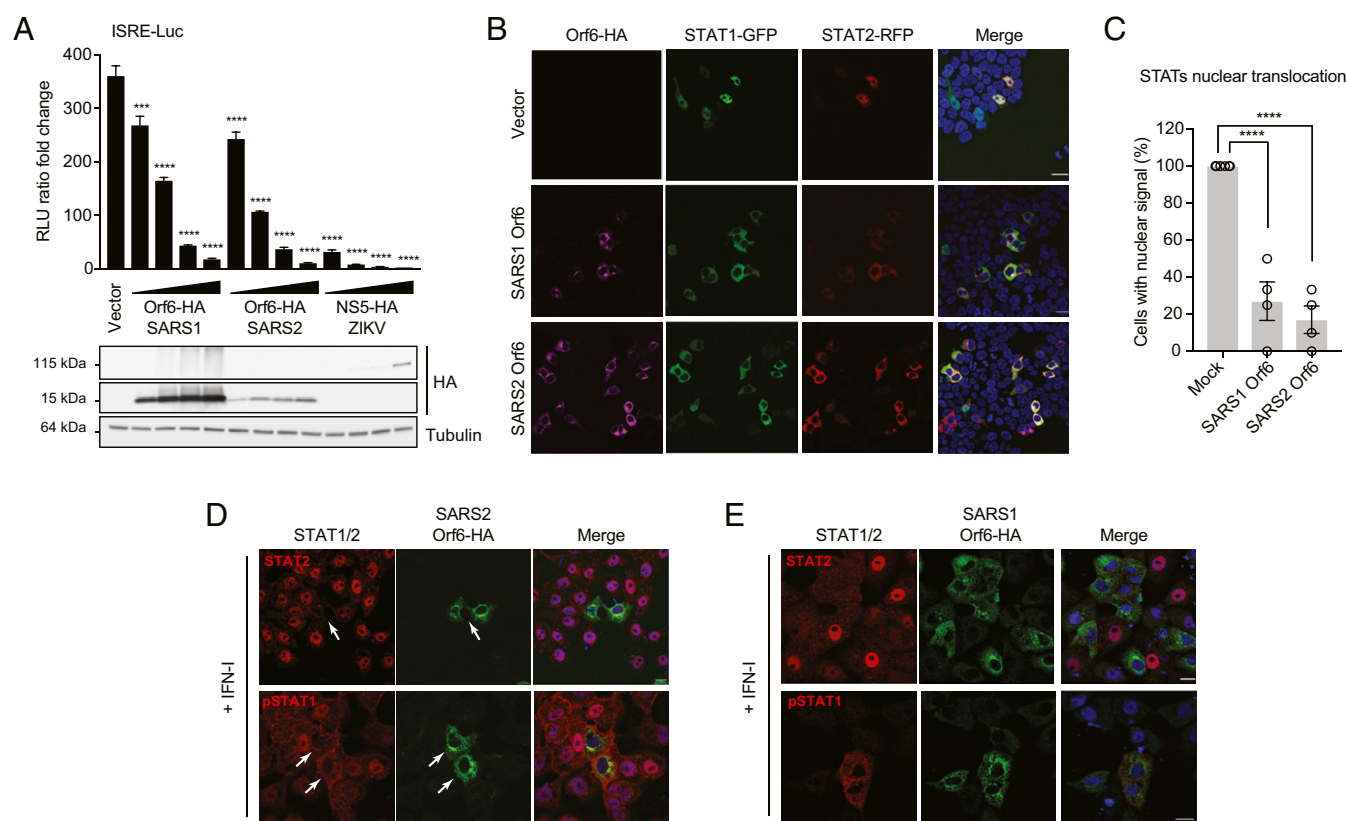 A
ISRE-Luc
RLU ratio fold change
400
300
200
100
0
*** **** **** **** **** **** **** **** **** **** **** ****
Vector
Orf6-HA SARS1
Orf6-HA SARS2
NS5-HA ZIKV
115 kDa
15 kDa
HA
64 kDa
Tubulin
B
Orf6-HA STAT1-GFP STAT2-RFP Merge
Vector
SARS1 Orf6
SARS2 Orf6
C
STATs nuclear translocation
Cells with nuclear signal (%)
120
100
80
60
40
20
0
****
****
Mock
SARS1 Orf6
SARS2 Orf6
D
STAT1/2
SARS2
Orf6-HA
Merge
+ IFN-I
STAT2
pSTAT1
E
STAT1/2
SARS1
Orf6-HA
Merge
+ IFN-I
STAT2
pSTAT1